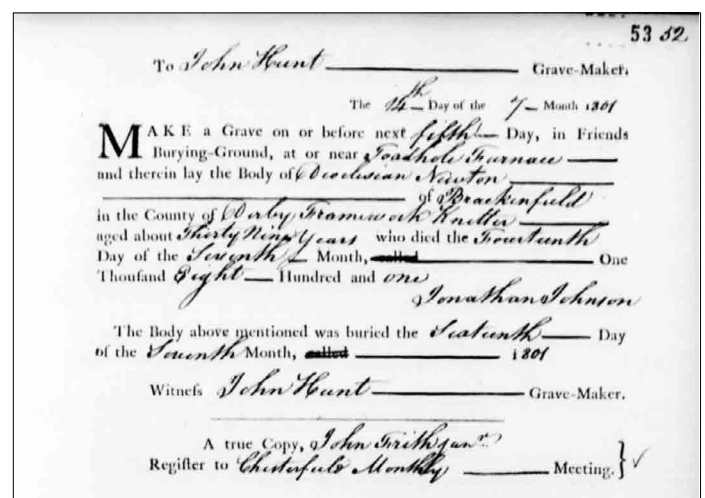 53 52
To John Hunt Grave-Maker.
The 14th Day of the 7 Month 1801
MAKE a Grave on or before next fifth Day, in Friends
Burying-Ground, at or near Toadhole Furnace
and therein lay the Body of Dioclesian Newton
of Brackenfield
in the County of Derby Framework Knitter
aged about Thirty Nine Years who died the Fourteenth
Day of the Seventh Month, called One
Thousand Eight Hundred and one
Jonathan Johnson
The Body above mentioned was buried the Sixteenth Day
of the Seventh Month, called 1801
Witneſs John Hunt Grave-Maker.
A true Copy, John Frith junr.
Regiſter to Chesterfield Monthly Meeting.